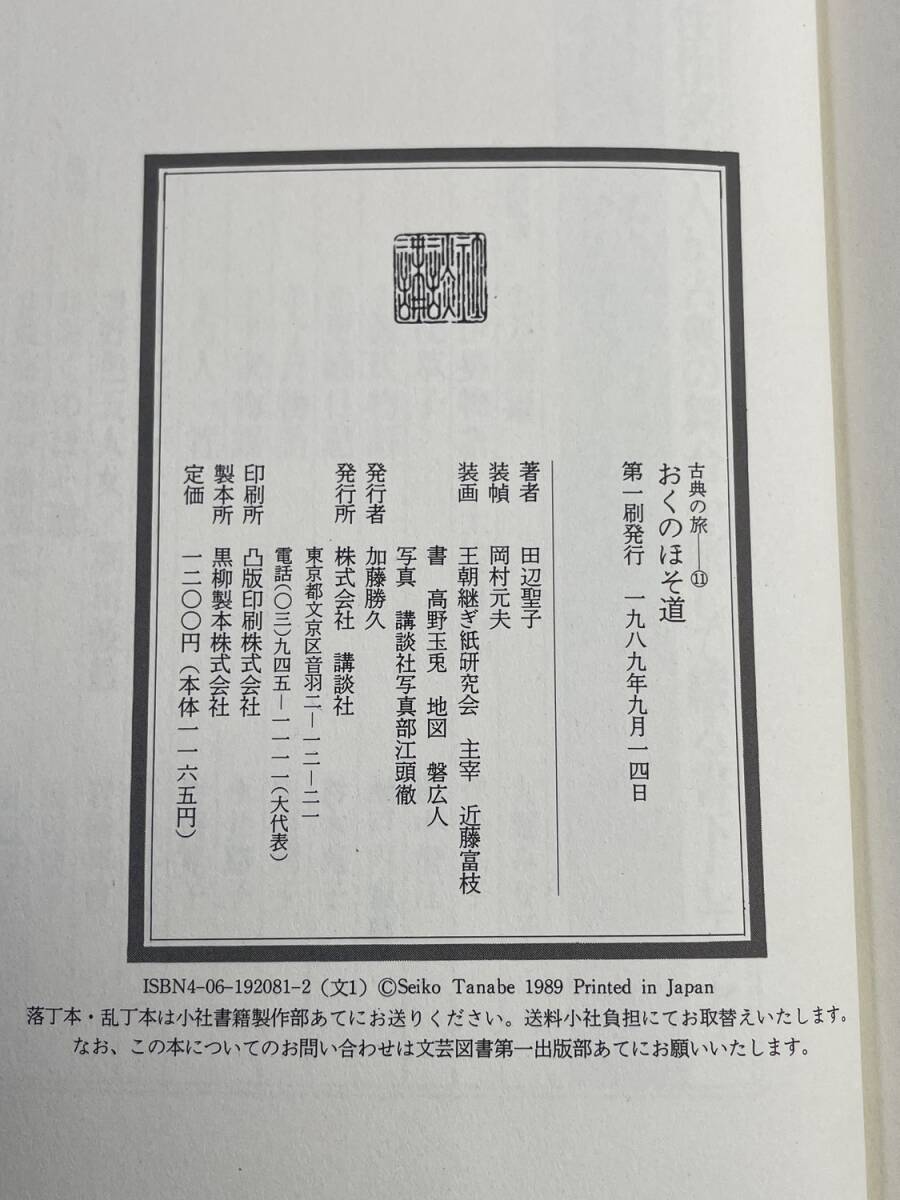 講談社
古典の旅――⑪
おくのほそ道
第一刷発行　一九八九年九月一四日
著者　田辺聖子
装幀　岡村元夫
装画　王朝継ぎ紙研究会　主宰　近藤富枝
書　高野玉兎　地図　磐広人
写真　講談社写真部江頭徹
発行者　加藤勝久
発行所　株式会社　講談社
東京都文京区音羽二―一二―二一
電話(〇三)九四五―一一一一(大代表)
印刷所　凸版印刷株式会社
製本所　黒柳製本株式会社
定価　一二〇〇円(本体一一六五円)
ISBN4-06-192081-2 (文1) ©Seiko Tanabe 1989 Printed in Japan
落丁本・乱丁本は小社書籍製作部あてにお送りください。送料小社負担にてお取替えいたします。
なお、この本についてのお問い合わせは文芸図書第一出版部あてにお願いいたします。